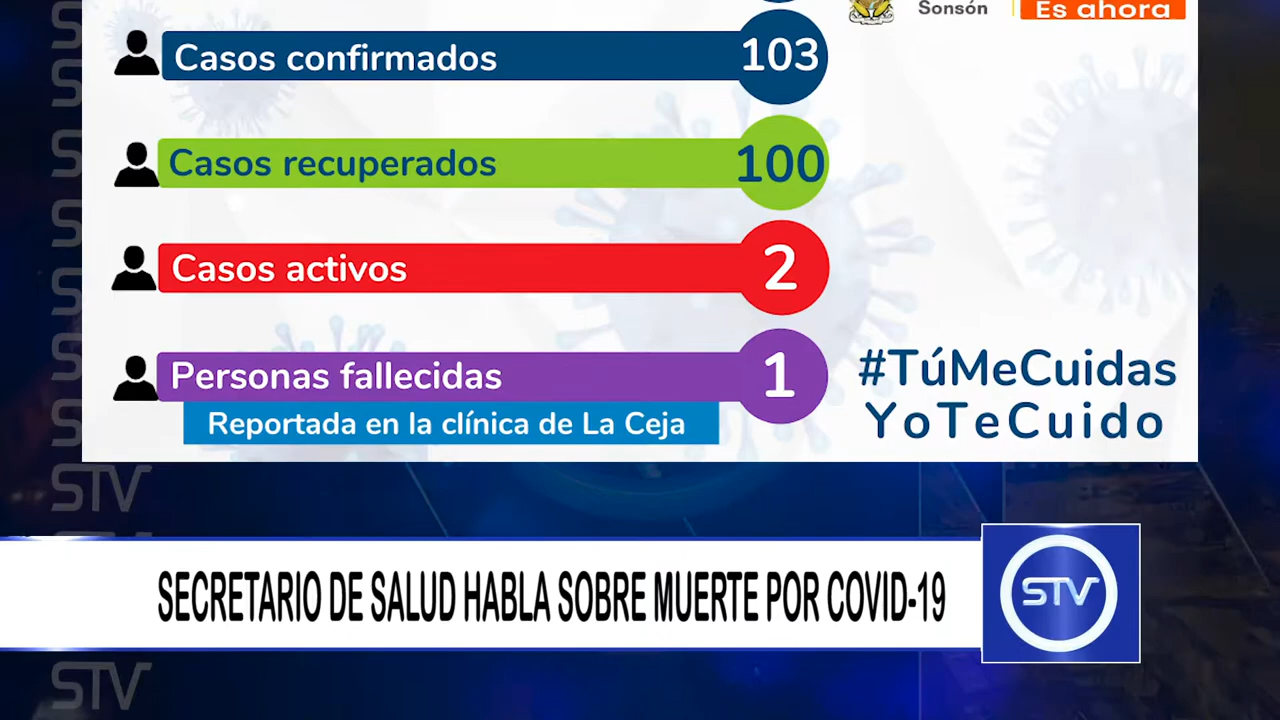 Sonsón
Es ahora
Casos confirmados 103
Casos recuperados 100
Casos activos 2
Personas fallecidas 1
Reportada en la clínica de La Ceja
#TúMeCuidas
YoTeCuido
STV
SECRETARIO DE SALUD HABLA SOBRE MUERTE POR COVID-19
STV
STV